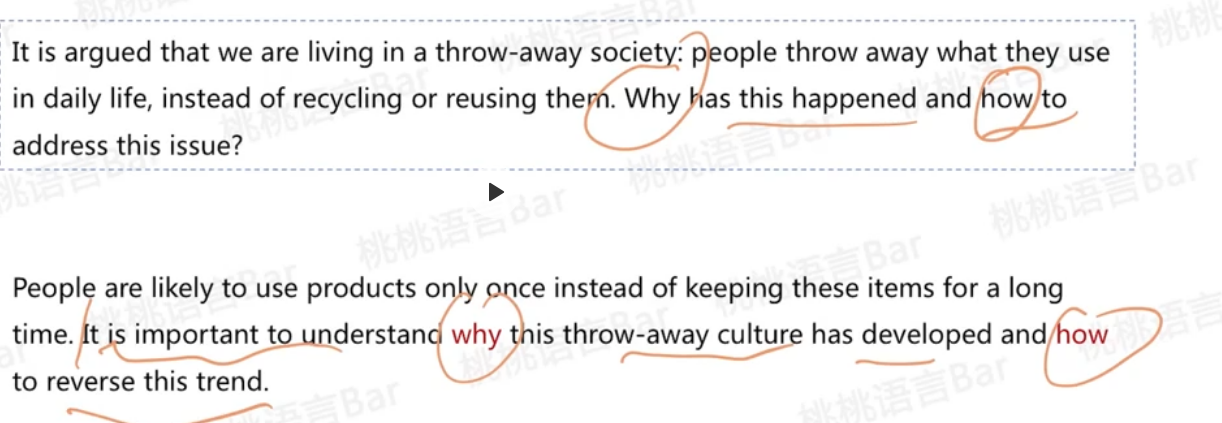 It is argued that we are living in a throw-away society: people throw away what they use
in daily life, instead of recycling or reusing them. Why has this happened and how to
address this issue?
People are likely to use products only once instead of keeping these items for a long
time. It is important to understand why this throw-away culture has developed and how
to reverse this trend.
桃桃语言Bar